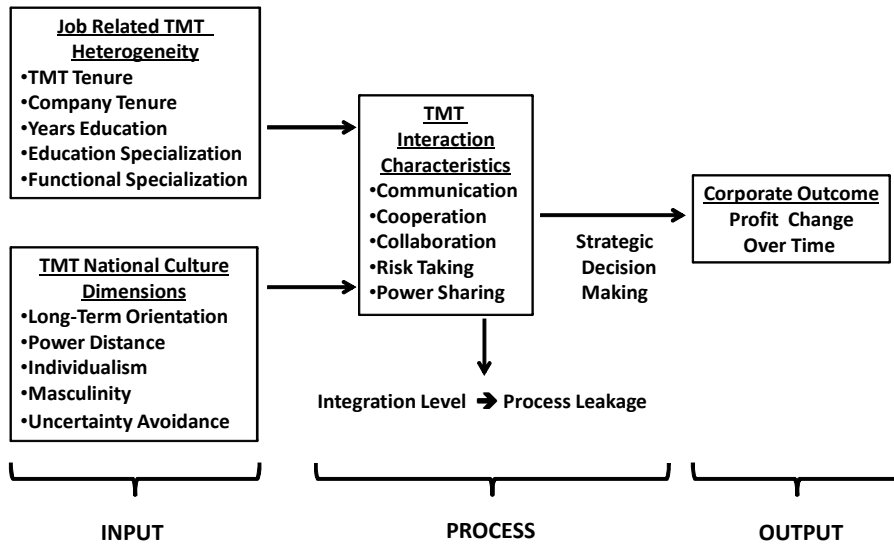 Job Related TMT
Heterogeneity
•TMT Tenure
•Company Tenure
•Years Education
•Education Specialization
•Functional Specialization
TMT National Culture
Dimensions
•Long-Term Orientation
•Power Distance
•Individualism
•Masculinity
•Uncertainty Avoidance
TMT
Interaction
Characteristics
•Communication
•Cooperation
•Collaboration
•Risk Taking
•Power Sharing
Integration Level ➔ Process Leakage
Strategic
Decision
Making
Corporate Outcome
Profit Change
Over Time
INPUT
PROCESS
OUTPUT